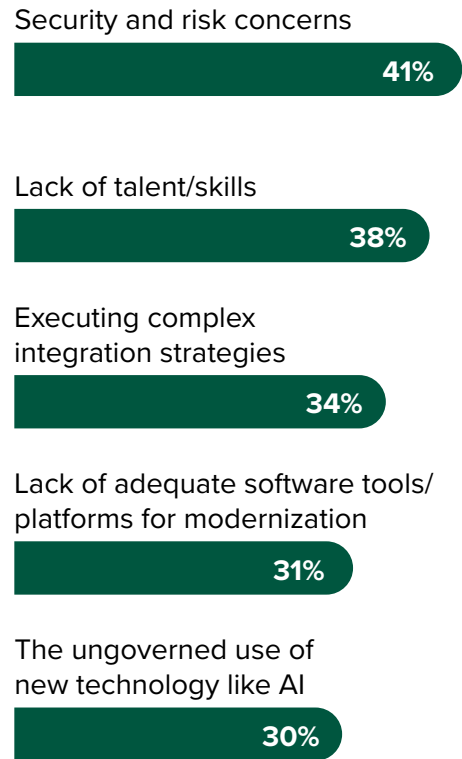 Security and risk concerns
41%
Lack of talent/skills
38%
Executing complex
integration strategies
34%
Lack of adequate software tools/
platforms for modernization
31%
The ungoverned use of
new technology like AI
30%